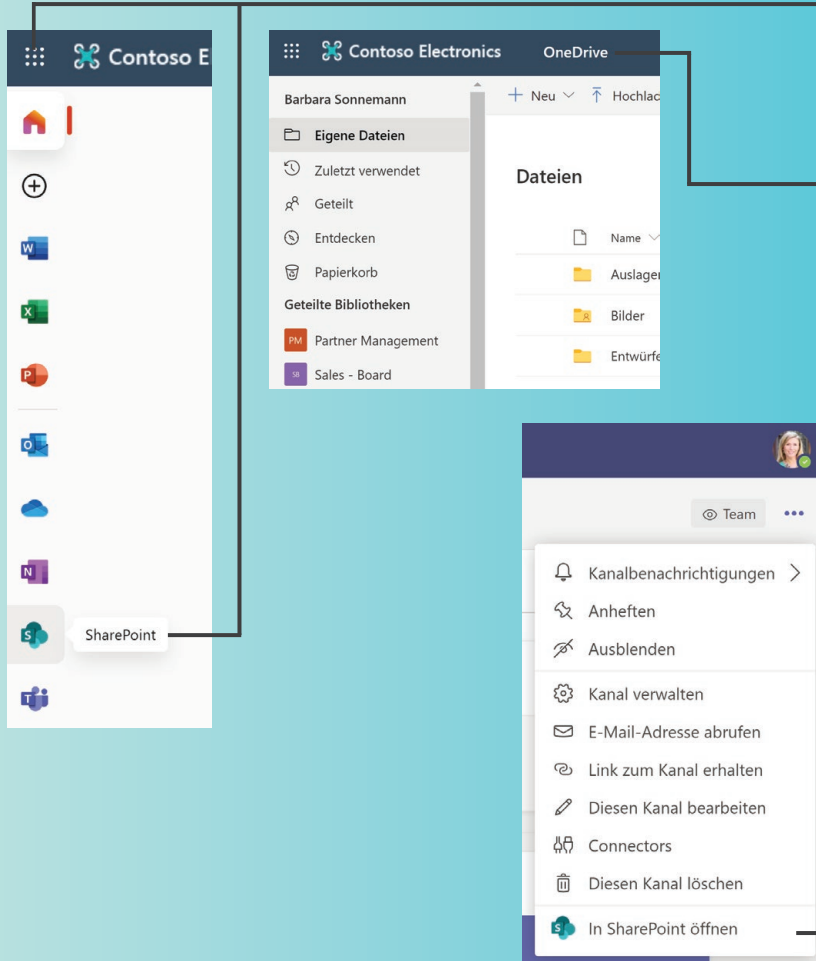 Contoso E
SharePoint
Contoso Electronics OneDrive
Barbara Sonnemann
Eigene Dateien
Zuletzt verwendet
Geteilt
Entdecken
Papierkorb
Geteilte Bibliotheken
PM Partner Management
SB Sales - Board
Neu Hochlac
Dateien
Name
Auslager
Bilder
Entwürfe
Team
Kanalbenachrichtigungen
Anheften
Ausblenden
Kanal verwalten
E-Mail-Adresse abrufen
Link zum Kanal erhalten
Diesen Kanal bearbeiten
Connectors
Diesen Kanal löschen
In SharePoint öffnen